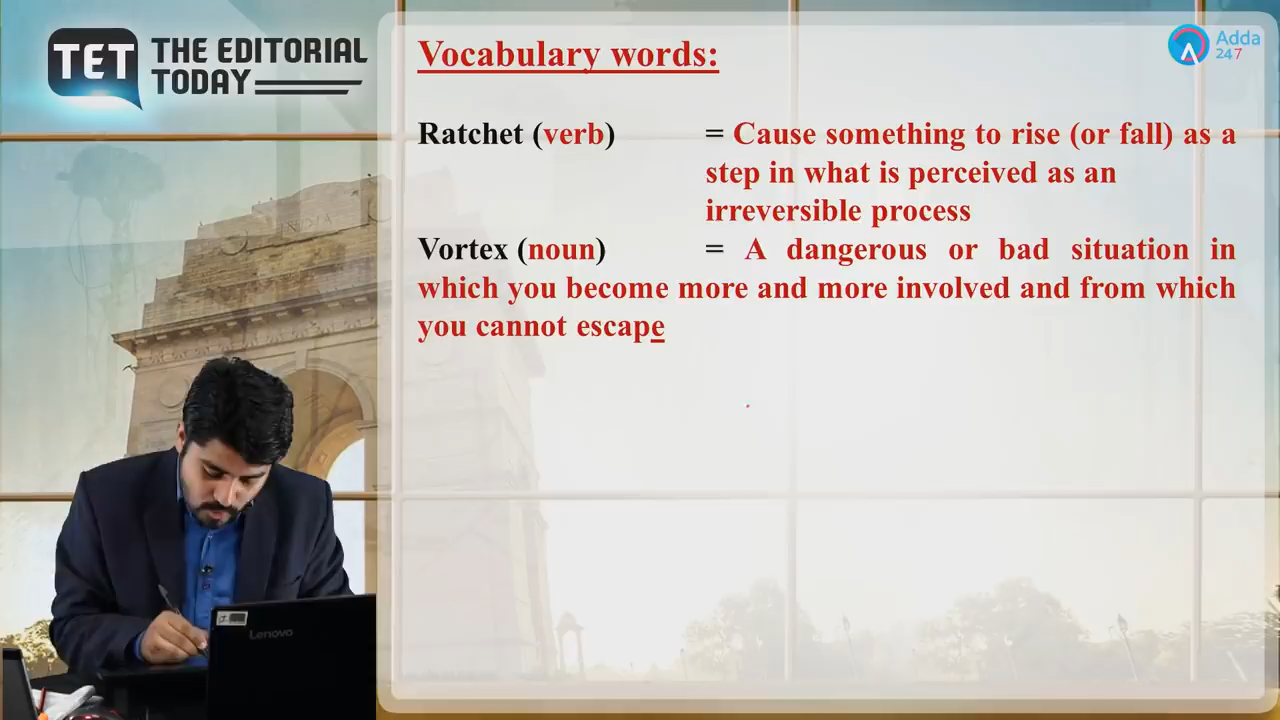 TET THE EDITORIAL
TODAY
Vocabulary words:
Adda
247
Ratchet (verb) = Cause something to rise (or fall) as a
step in what is perceived as an
irreversible process
Vortex (noun) = A dangerous or bad situation in
which you become more and more involved and from which
you cannot escape
Lenovo